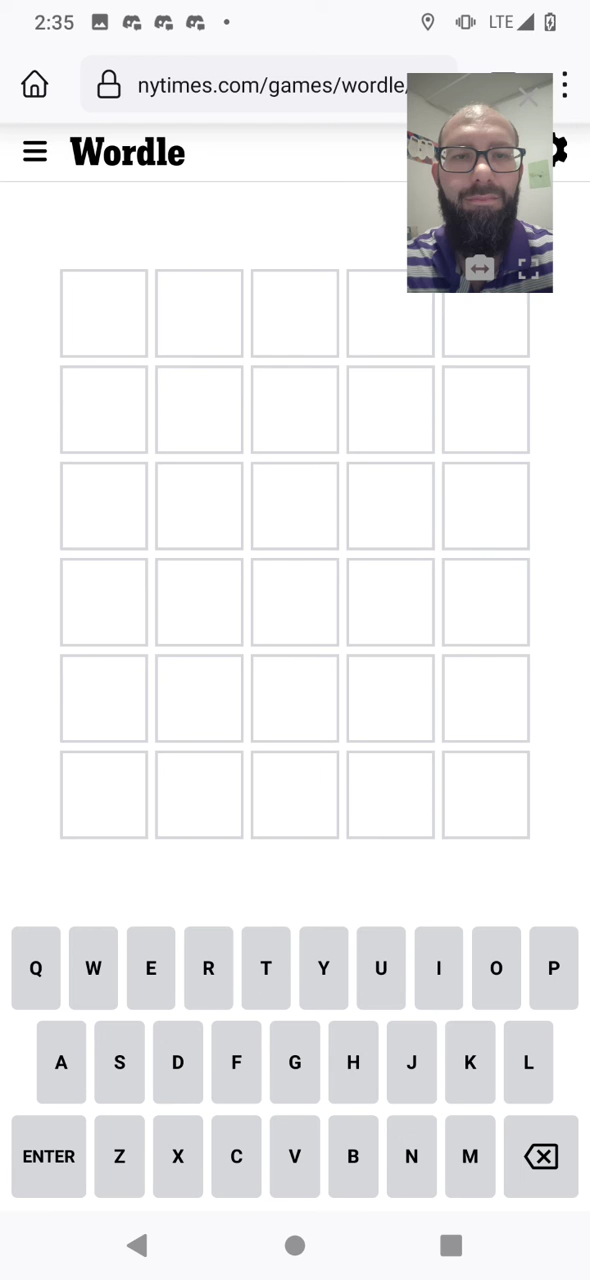 2:35 LTE
nytimes.com/games/wordle/
Wordle
Q W E R T Y U I O P
A S D F G H J K L
ENTER Z X C V B N M